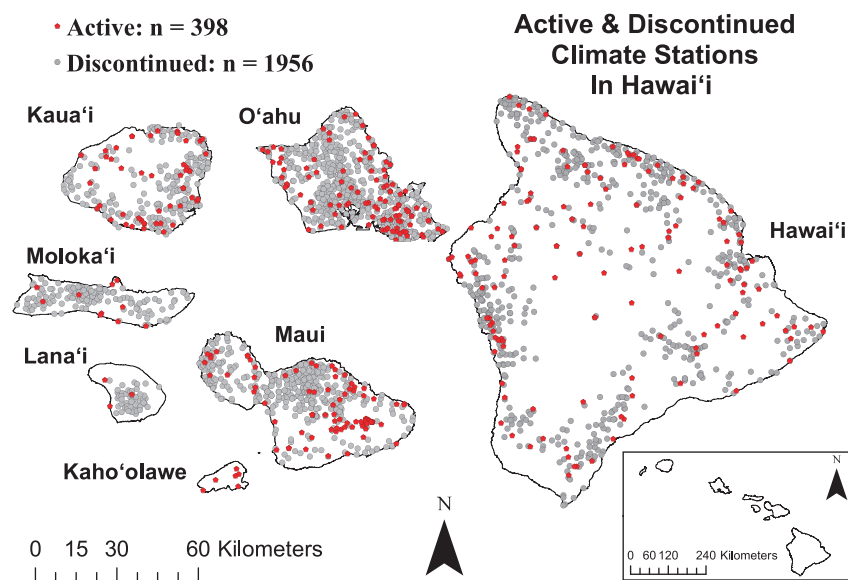 Active & Discontinued
Climate Stations
In Hawai‘i
Active: n = 398
Discontinued: n = 1956
Kaua‘i
O‘ahu
Hawai‘i
Moloka‘i
Maui
Lana‘i
Kaho‘olawe
N
0 30 60 Kilometers
N
0 60 120 240 Kilometers